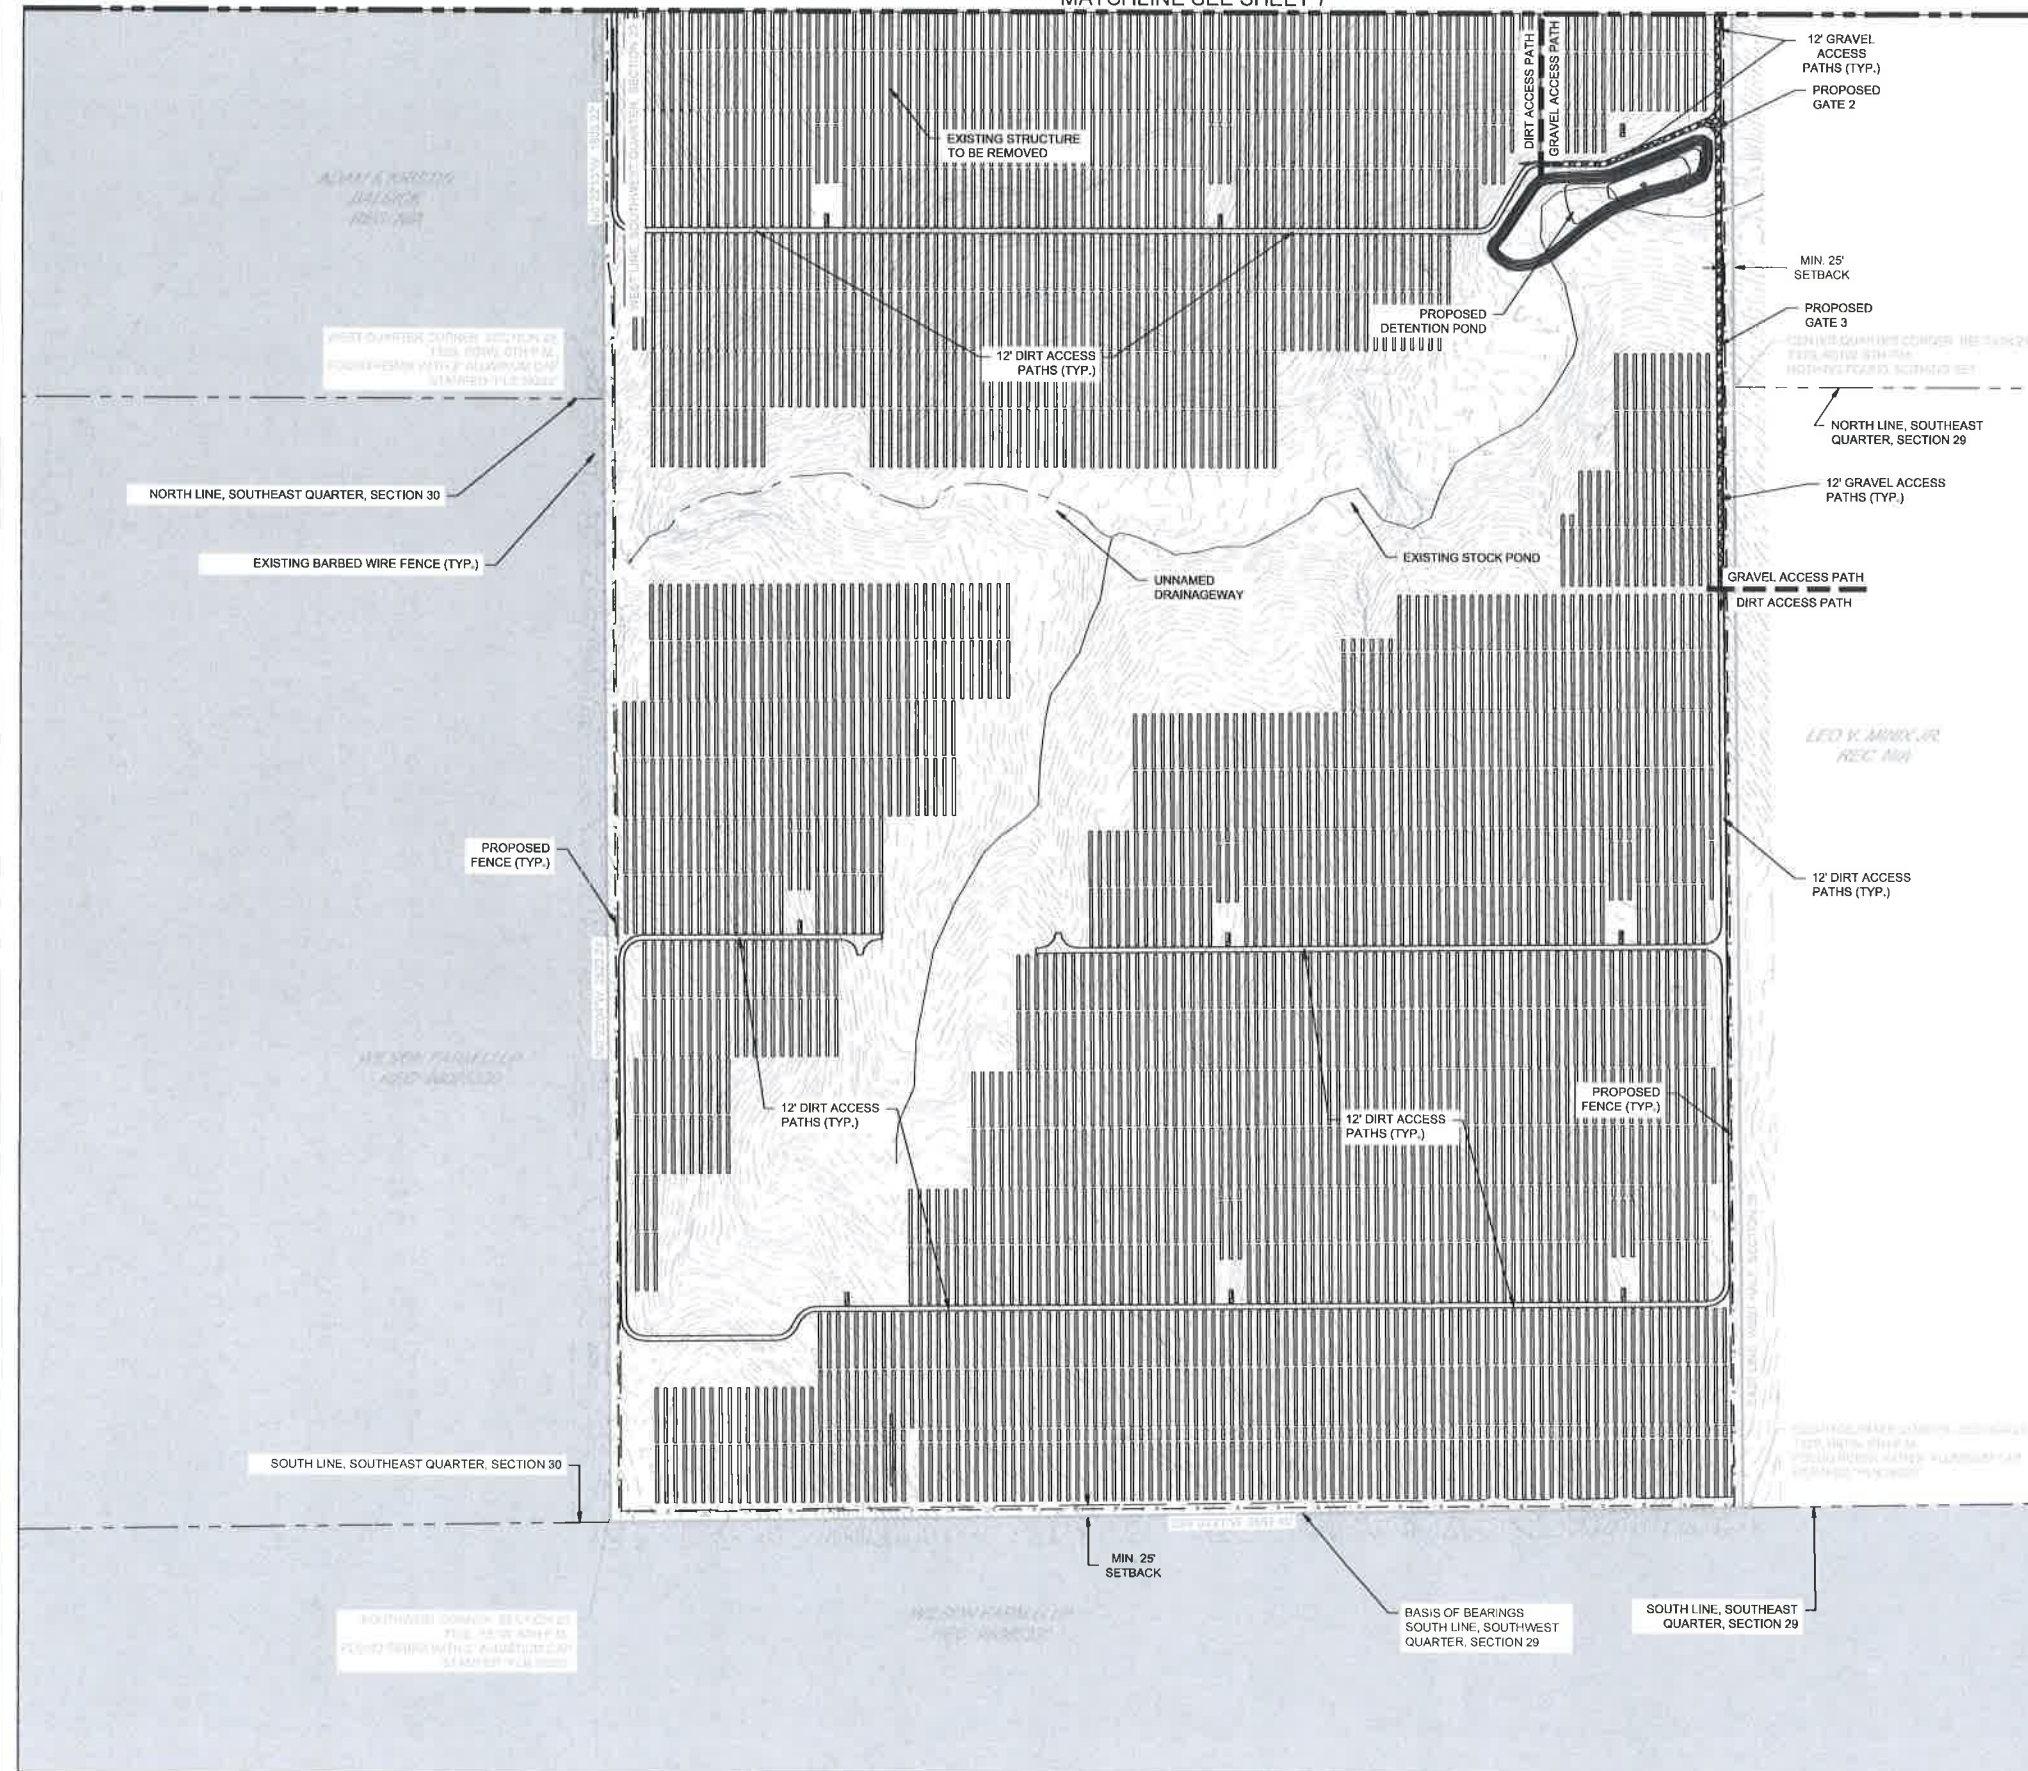 MATCHLINE SEE SHEET 7
DIRT ACCESS PATH
GRAVEL ACCESS PATH
12' GRAVEL
ACCESS
PATHS (TYP.)
PROPOSED
GATE 2
EXISTING STRUCTURE
TO BE REMOVED
MIN. 25'
SETBACK
PROPOSED
GATE 3
PROPOSED
DETENTION POND
12' DIRT ACCESS
PATHS (TYP.)
NORTH LINE, SOUTHEAST
QUARTER, SECTION 29
NORTH LINE, SOUTHEAST QUARTER, SECTION 30
12' GRAVEL ACCESS
PATHS (TYP.)
EXISTING BARBED WIRE FENCE (TYP.)
EXISTING STOCK POND
UNNAMED
DRAINAGEWAY
GRAVEL ACCESS PATH
DIRT ACCESS PATH
LEO V. MINIX JR
REC N/A
PROPOSED
FENCE (TYP.)
12' DIRT ACCESS
PATHS (TYP.)
12' DIRT ACCESS
PATHS (TYP.)
12' DIRT ACCESS
PATHS (TYP.)
PROPOSED
FENCE (TYP.)
SOUTH LINE, SOUTHEAST QUARTER, SECTION 30
MIN. 25'
SETBACK
BASIS OF BEARINGS
SOUTH LINE, SOUTHWEST
QUARTER, SECTION 29
SOUTH LINE, SOUTHEAST
QUARTER, SECTION 29